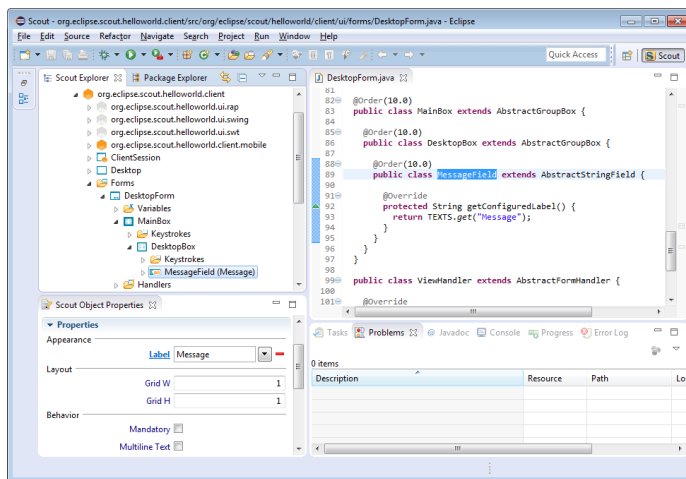 Scout - org.eclipse.scout.helloworld.client/src/org/eclipse/scout/helloworld/client/ui/forms/DesktopForm.java - Eclipse
File Edit Source Refactor Navigate Search Project Run Window Help
Quick Access
Scout
Scout Explorer
Package Explorer
org.eclipse.scout.helloworld.client
org.eclipse.scout.helloworld.ui.rap
org.eclipse.scout.helloworld.ui.swing
org.eclipse.scout.helloworld.ui.swt
org.eclipse.scout.helloworld.client.mobile
ClientSession
Desktop
Forms
DesktopForm
Variables
MainBox
Keystrokes
DesktopBox
Keystrokes
MessageField (Message)
Handlers
DesktopForm.java
81
82 @Order(10.0)
83 public class MainBox extends AbstractGroupBox {
84
85 @Order(10.0)
86 public class DesktopBox extends AbstractGroupBox {
87
88 @Order(10.0)
89 public class MessageField extends AbstractStringField {
90
91 @Override
92 protected String getConfiguredLabel() {
93 return TEXTS.get("Message");
94 }
95 }
96 }
97 }
98
99 public class ViewHandler extends AbstractFormHandler {
100
101 @Override
Scout Object Properties
Properties
Appearance
Label Message
Layout
Grid W 1
Grid H 1
Behavior
Mandatory
Multiline Text
Tasks Problems Javadoc Console Progress Error Log
0 items
Description Resource Path Lo